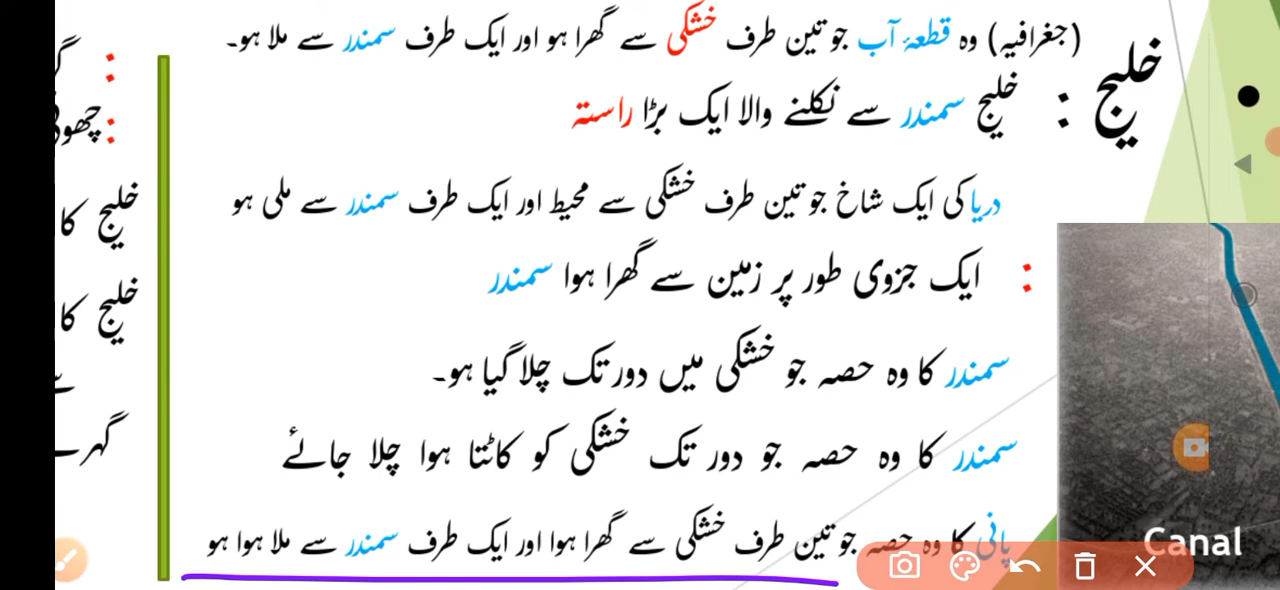 (جغرافیہ) وہ قطعۂ آب جو تین طرف خشکی سے گھرا ہو اور ایک طرف سمندر سے ملا ہو۔
خلیج :
خلیج سمندر سے نکلنے والا ایک بڑا راستہ
دریا کی ایک شاخ جو تین طرف خشکی سے محیط اور ایک طرف سمندر سے ملی ہو
: ایک جزوی طور پر زمین سے گھرا ہوا سمندر
سمندر کا وہ حصہ جو خشکی میں دور تک چلا گیا ہو۔
سمندر کا وہ حصہ جو دور تک خشکی کو کاٹتا ہوا چلا جائے
پانی کا وہ حصہ جو تین طرف خشکی سے گھرا ہوا اور ایک طرف سمندر سے ملا ہوا ہو
Canal
:
:
خلیج کا
خلیج کا